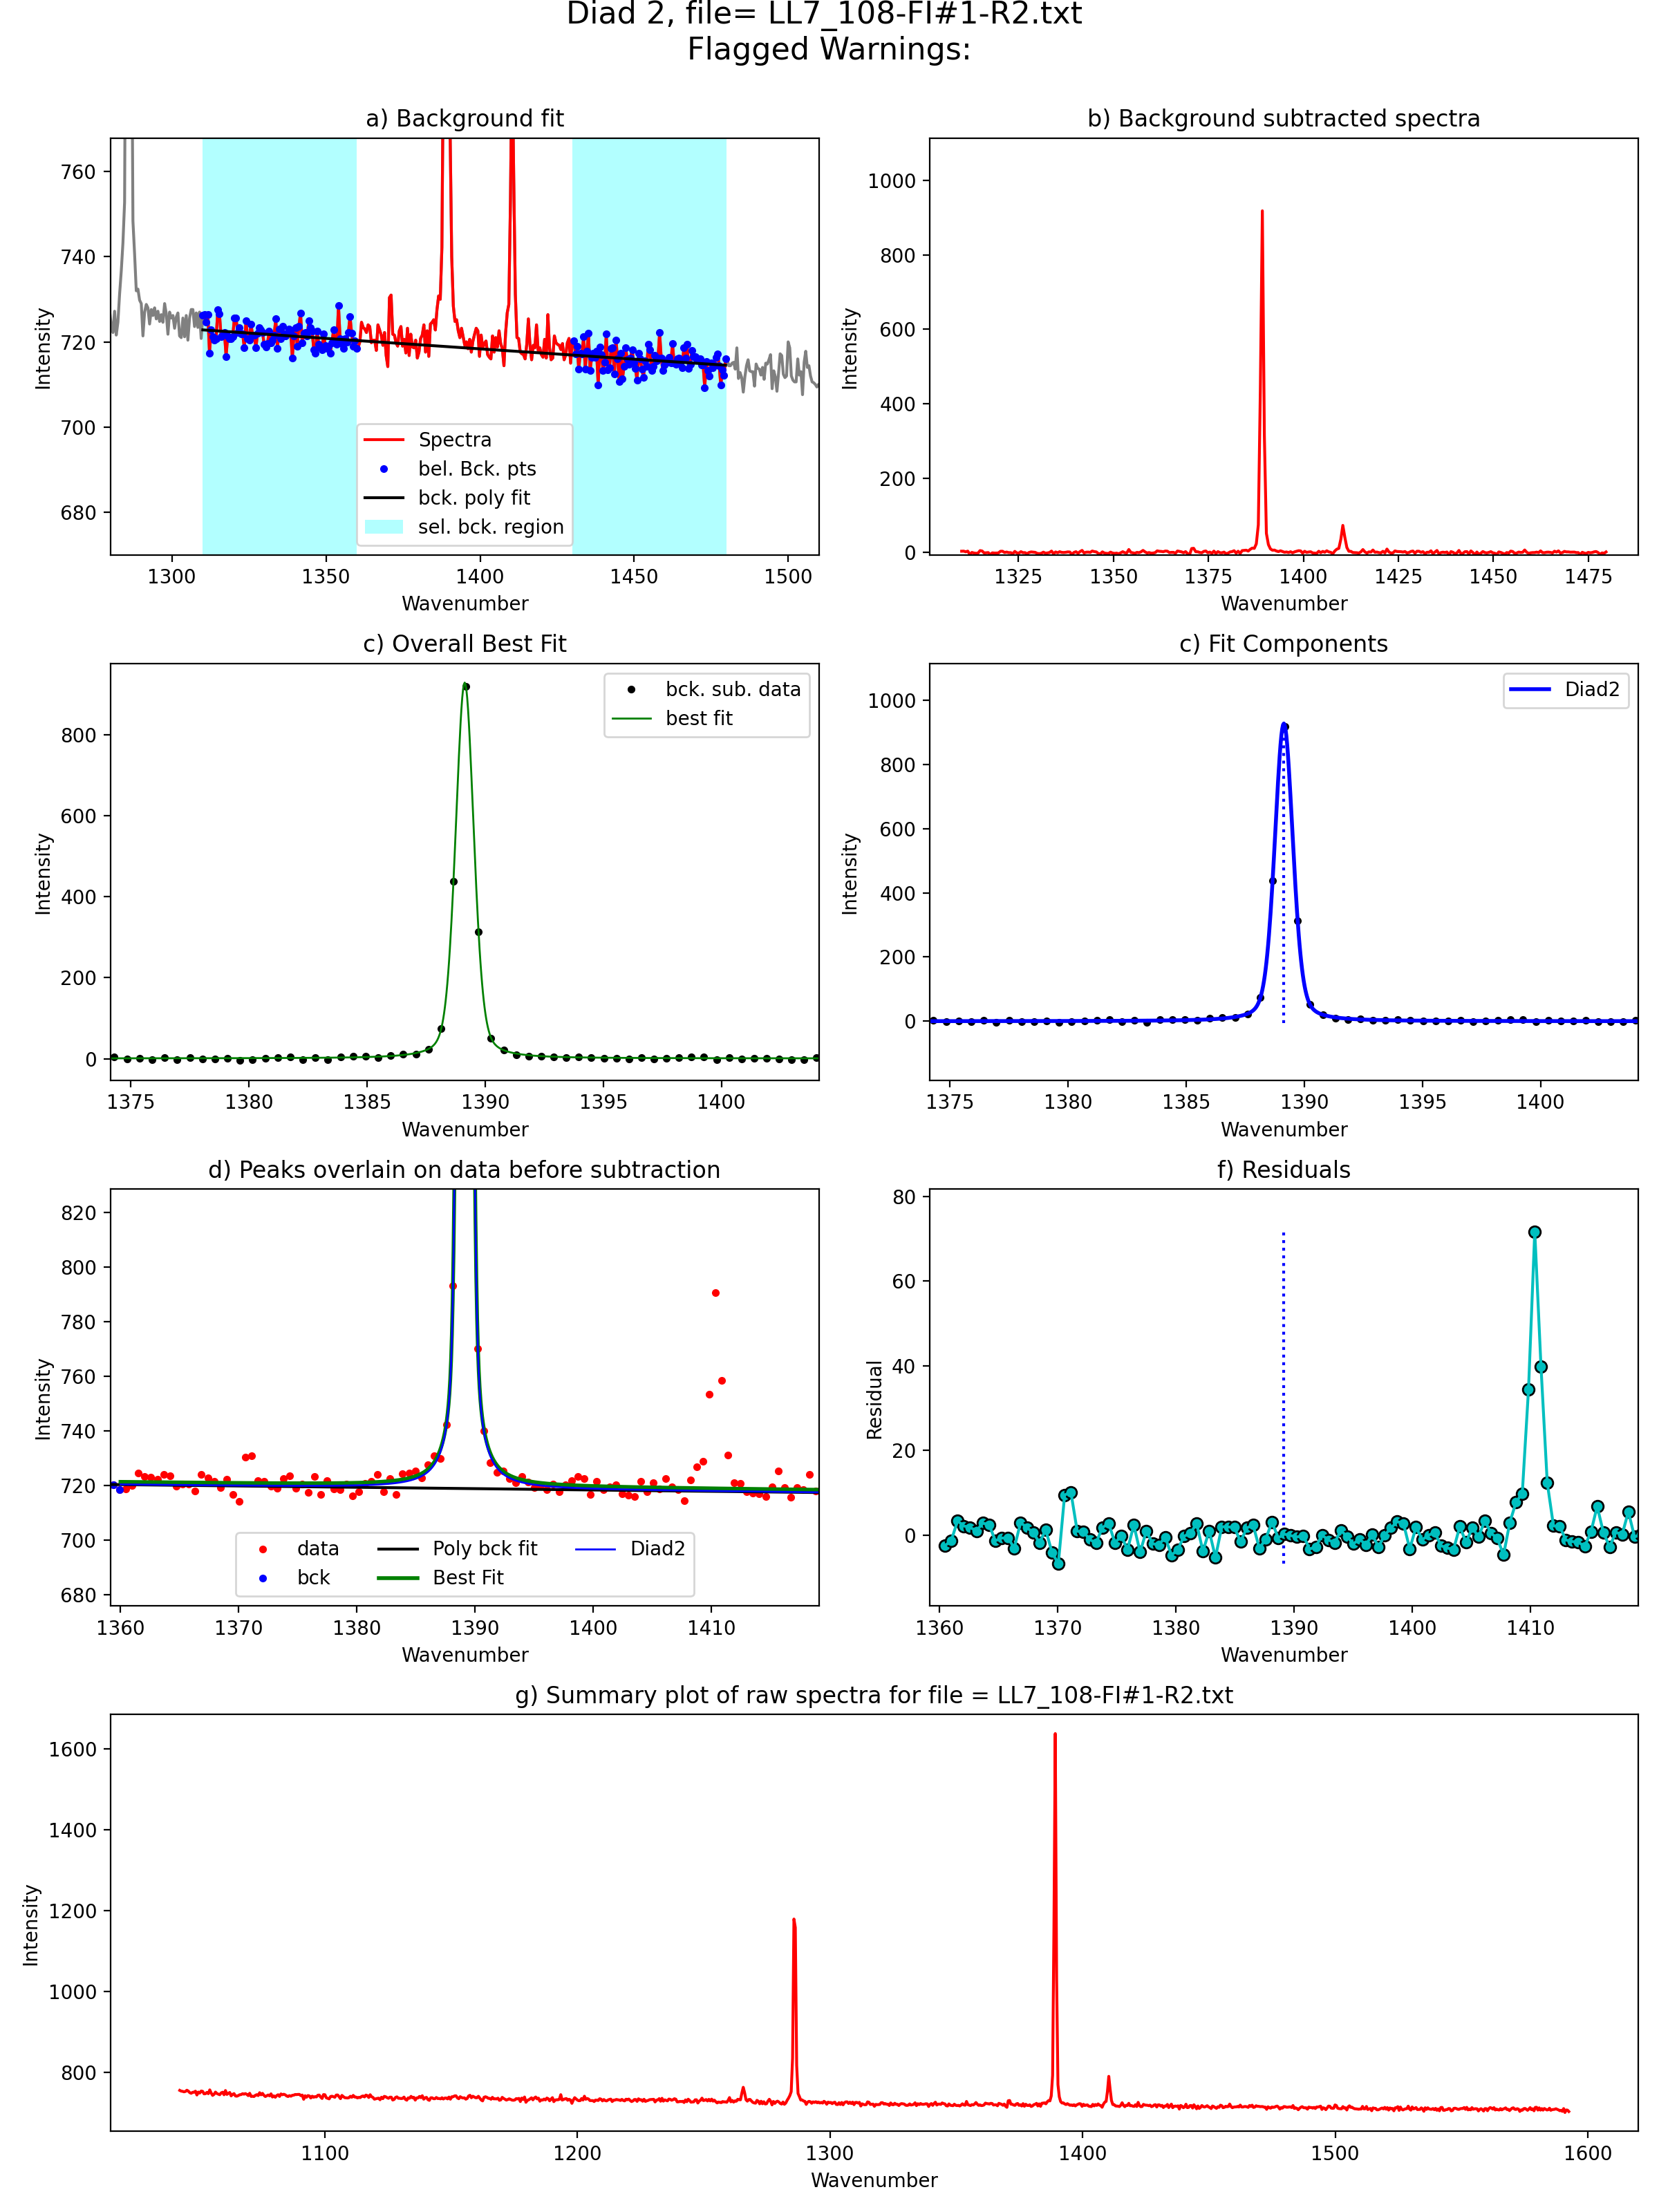 Diad 2, file= LL7_108-FI#1-R2.txt
Flagged Warnings:
a) Background fit
760
740
720
700
680
Intensity
Spectra
bel. Bck. pts
bck. poly fit
sel. bck. region
1300 1350 1400 1450 1500
Wavenumber
b) Background subtracted spectra
1000
800
600
400
200
0
Intensity
1325 1350 1375 1400 1425 1450 1475
Wavenumber
c) Overall Best Fit
bck. sub. data
best fit
800
600
400
200
0
Intensity
1375 1380 1385 1390 1395 1400
Wavenumber
c) Fit Components
Diad2
1000
800
600
400
200
0
Intensity
1375 1380 1385 1390 1395 1400
Wavenumber
d) Peaks overlain on data before subtraction
820
800
780
760
740
720
700
680
Intensity
data Poly bck fit Diad2
bck Best Fit
1360 1370 1380 1390 1400 1410
Wavenumber
f) Residuals
80
60
40
20
0
Residual
1360 1370 1380 1390 1400 1410
Wavenumber
g) Summary plot of raw spectra for file = LL7_108-FI#1-R2.txt
1600
1400
1200
1000
800
Intensity
1100 1200 1300 1400 1500 1600
Wavenumber